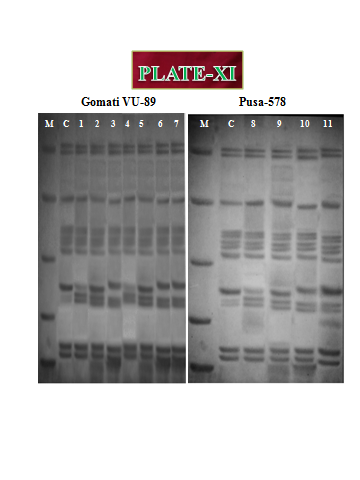 PLATE-XI
Gomati VU-89 Pusa-578
M C 1 2 3 4 5 6 7 M C 8 9 10 11